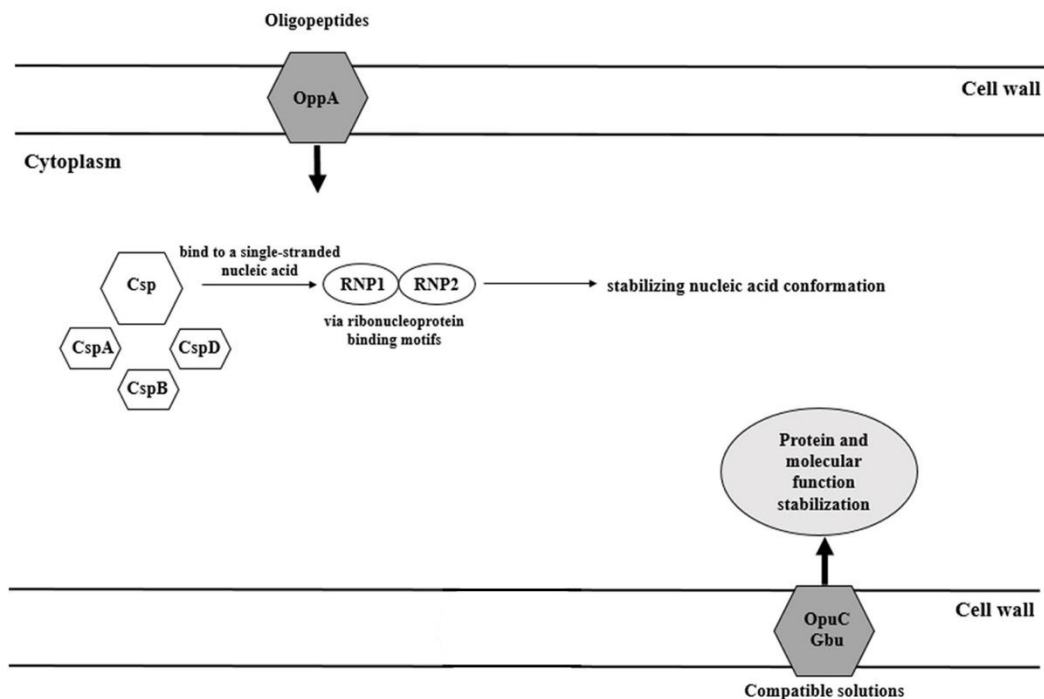 Oligopeptides
OppA
Cell wall
Cytoplasm
bind to a single-stranded
nucleic acid
Csp
RNP1
RNP2
stabilizing nucleic acid conformation
via ribonucleoprotein
binding motifs
CspA
CspD
CspB
Protein and
molecular
function
stabilization
Cell wall
OpuC
Gbu
Compatible solutions